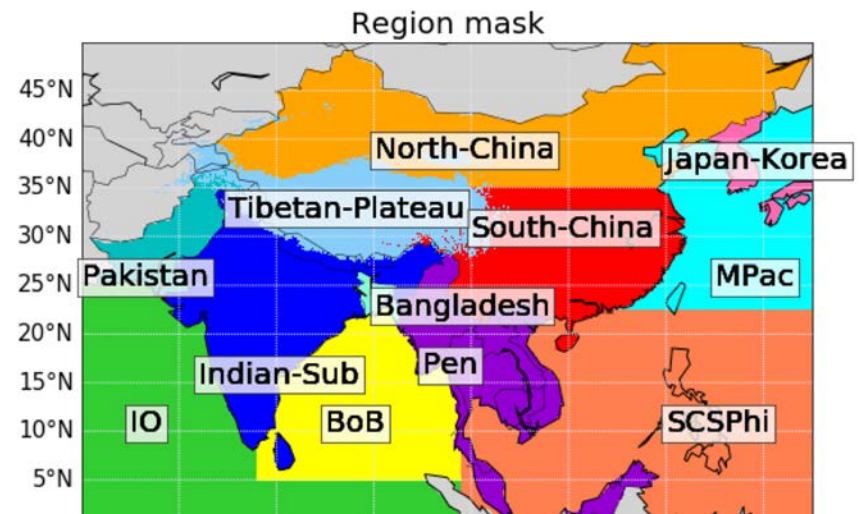 Region mask
45°N
40°N
35°N
30°N
25°N
20°N
15°N
10°N
5°N
North-China
Japan-Korea
Tibetan-Plateau
South-China
Pakistan
MPac
Bangladesh
Pen
Indian-Sub
IO
BoB
SCSPhi